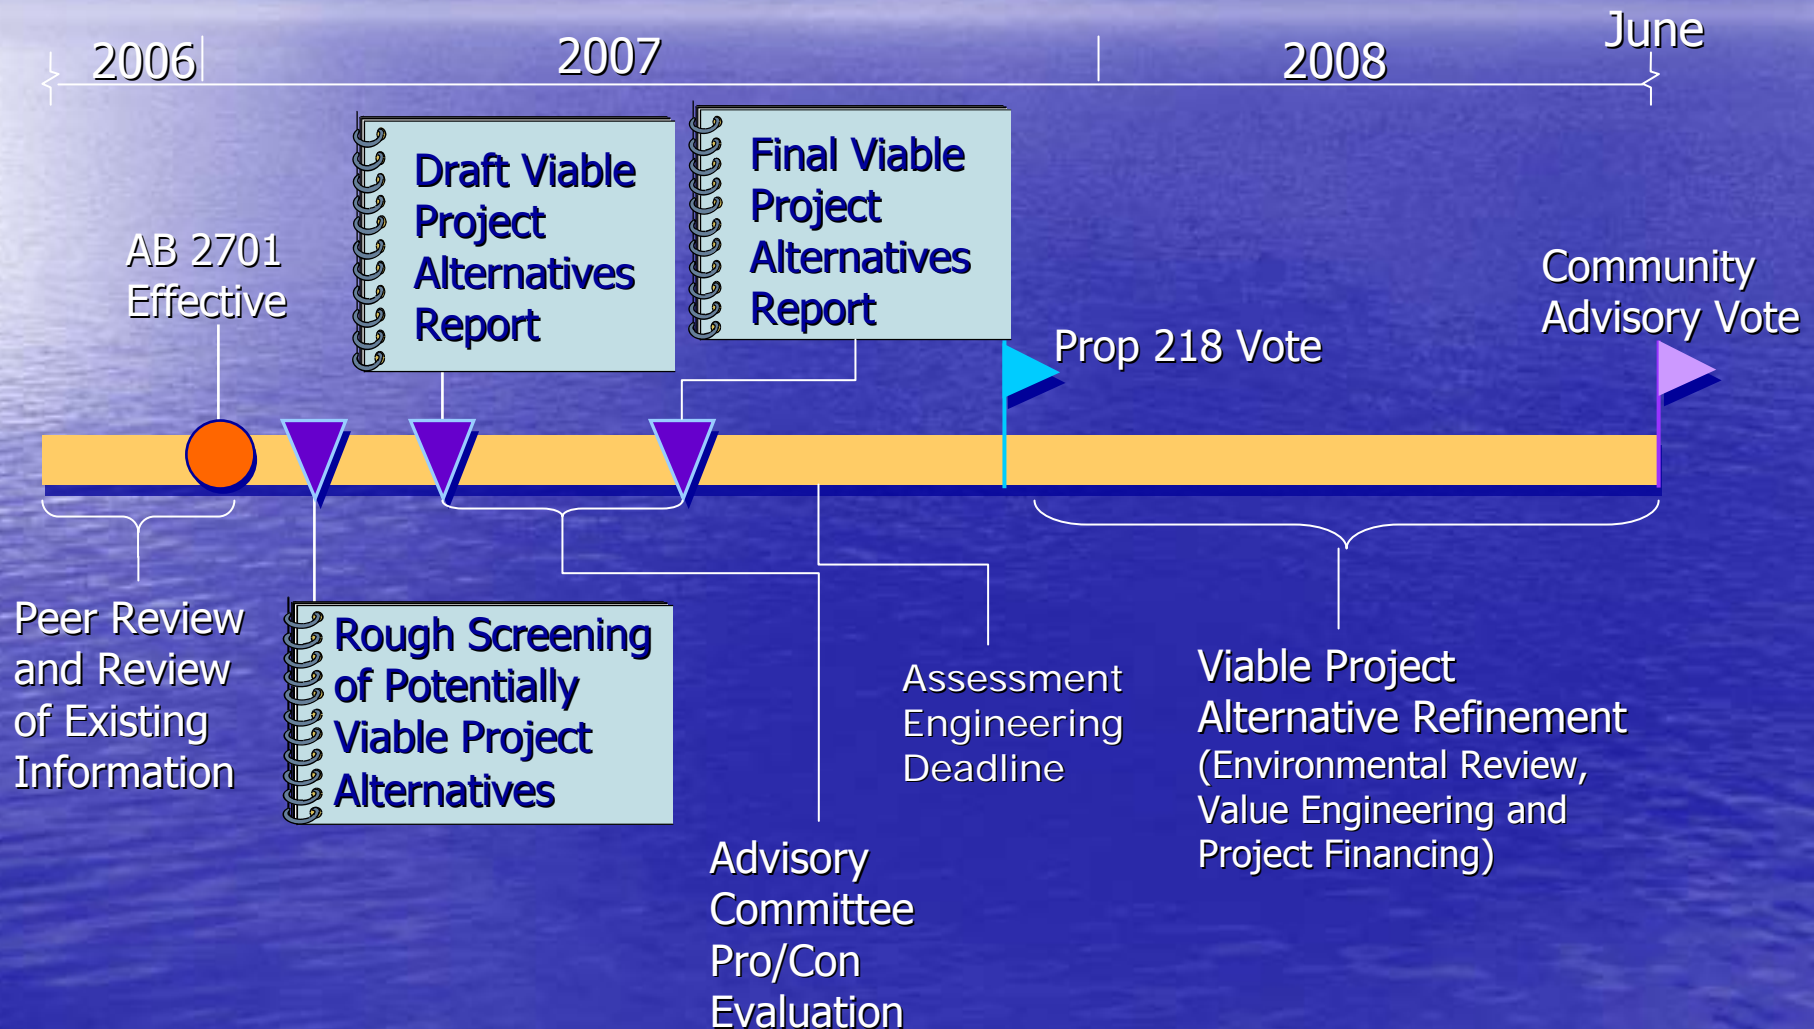 2006
2007
2008
June
AB 2701
Effective
Draft Viable
Project
Alternatives
Report
Final Viable
Project
Alternatives
Report
Prop 218 Vote
Community
Advisory Vote
Peer Review
and Review
of Existing
Information
Rough Screening
of Potentially
Viable Project
Alternatives
Advisory
Committee
Pro/Con
Evaluation
Assessment
Engineering
Deadline
Viable Project
Alternative Refinement
(Environmental Review,
Value Engineering and
Project Financing)